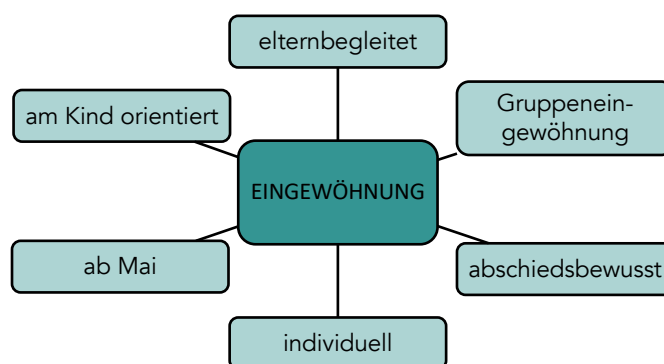 elternbegleitet
am Kind orientiert
Gruppenein-
gewöhnung
EINGEWÖHNUNG
ab Mai
abschiedsbewusst
individuell